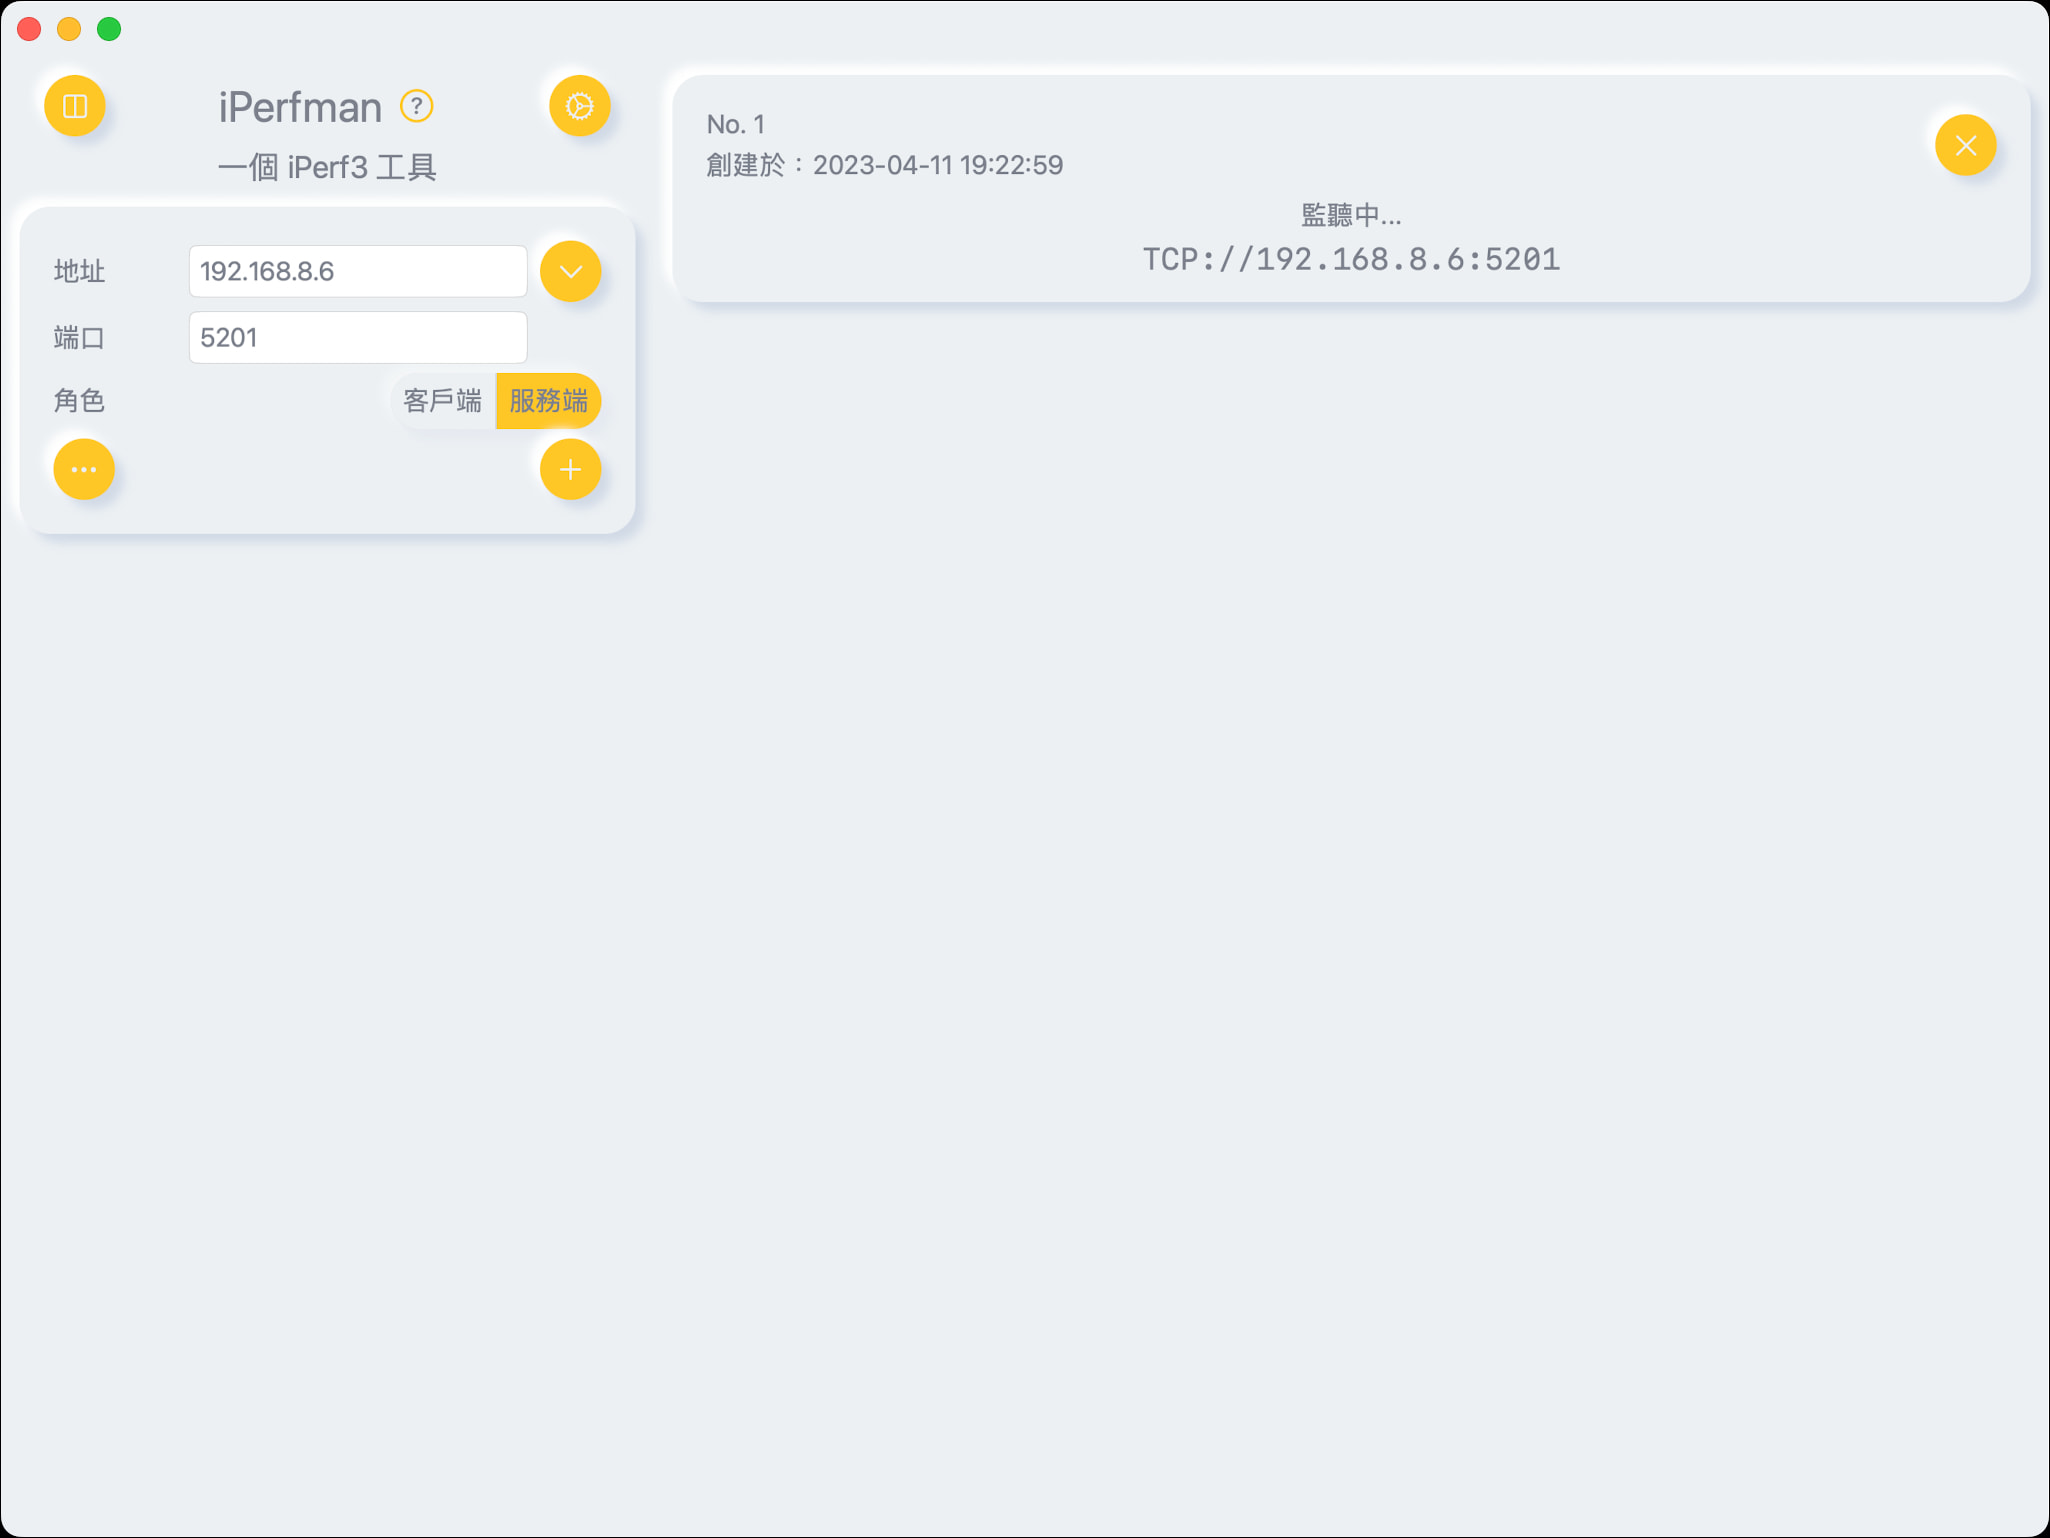 iPerfman ?
一個 iPerf3 工具
地址 192.168.8.6
端口 5201
角色 客戶端 服務端
No. 1
創建於：2023-04-11 19:22:59
監聽中...
TCP://192.168.8.6:5201